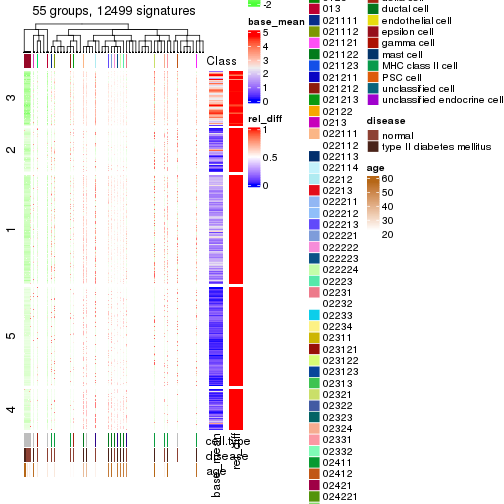 55 groups, 12499 signatures
Class
3
2
1
5
4
cell.type
disease
age
base_mean
rel_diff
-2
base_mean
5
4
3
2
1
0
rel_diff
1
0.5
0
013
021111
021112
021121
021122
021123
021211
021212
021213
02122
0213
022111
022112
022113
022114
02212
02213
022211
022212
022213
022221
022222
022223
022224
02223
02231
02232
02233
02234
02311
023121
023122
023123
02313
02321
02322
02323
02324
02331
02332
02411
02412
02421
024221
ductal cell
endothelial cell
epsilon cell
gamma cell
mast cell
MHC class II cell
PSC cell
unclassified cell
unclassified endocrine cell
disease
normal
type II diabetes mellitus
age
60
50
40
30
20